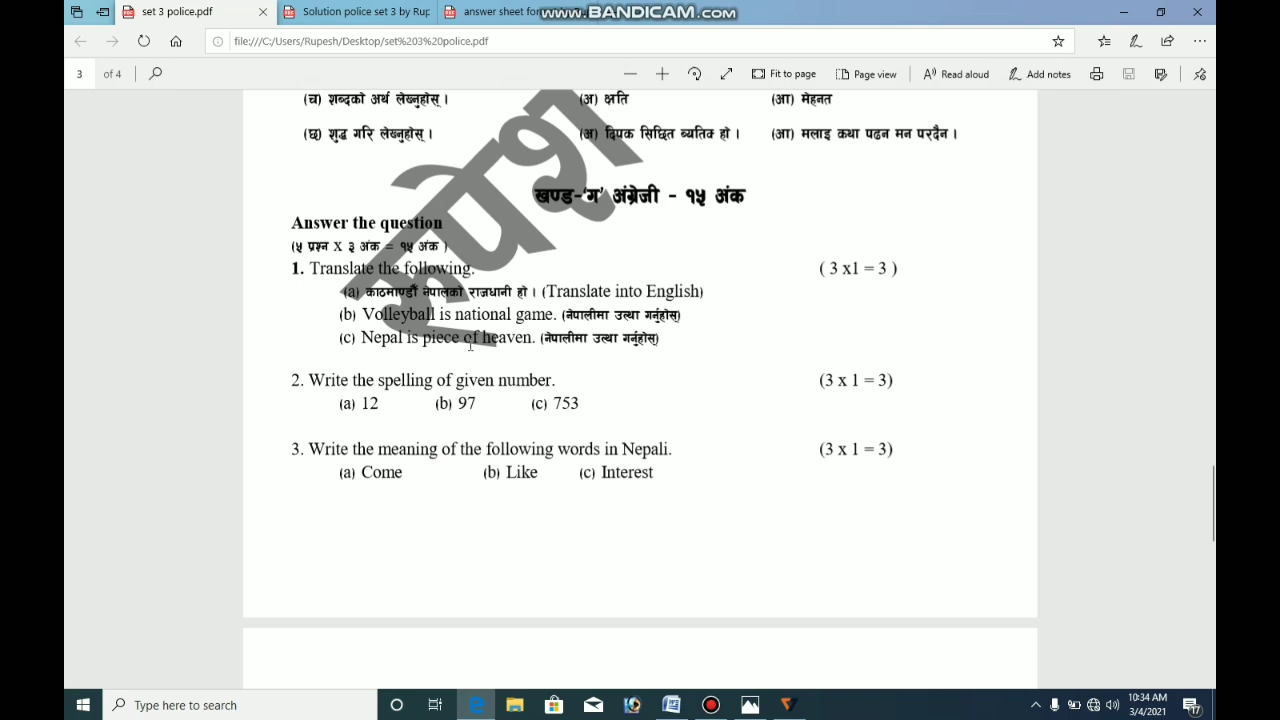 set 3 police.pdf
Solution police set 3 by Rup
answer sheet for
www.BANDICAM.com
file:///C:/Users/Rupesh/Desktop/set%203%20police.pdf
3 of 4
Fit to page
Page view
Read aloud
Add notes
(च) शब्दको अर्थ लेख्नुहोस् । (अ) क्षति (आ) मेहनत
(छ) शुद्ध गरि लेख्नुहोस् । (अ) दिपक सिद्धित व्यतिक हो । (आ) मलाइ कथा पढन मन परदैन ।
रुपेश
खण्ड-'ग' अंग्रेजी - १५ अंक
Answer the question
(५ प्रश्न X ३ अंक = १५ अंक )
1. Translate the following. ( 3 x1 = 3 )
(a) काठमाण्डौं नेपालको राजधानी हो । (Translate into English)
(b) Volleyball is national game. (नेपालीमा उल्था गर्नुहोस्)
(c) Nepal is piece of heaven. (नेपालीमा उल्था गर्नुहोस्)
2. Write the spelling of given number. (3 x 1 = 3)
(a) 12 (b) 97 (c) 753
3. Write the meaning of the following words in Nepali. (3 x 1 = 3)
(a) Come (b) Like (c) Interest
Type here to search
10:34 AM
3/4/2021
17